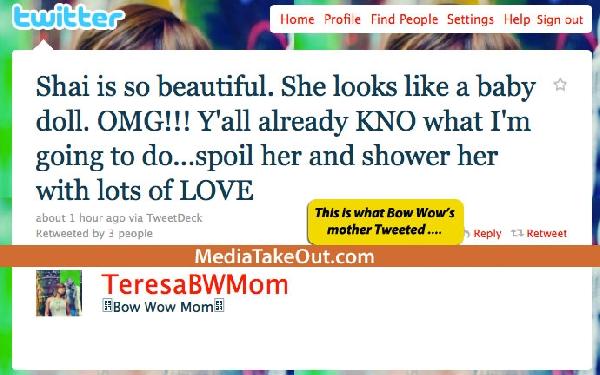 twitter
Home Profile Find People Settings Help Sign out
Shai is so beautiful. She looks like a baby
doll. OMG!!! Y'all already KNO what I'm
going to do...spoil her and shower her
with lots of LOVE
about 1 hour ago via TweetDeck
Retweeted by 3 people
This Is what Bow Wow's
mother Tweeted ....
Reply Retweet
MediaTakeOut.com
TeresaBWMom
Bow Wow Mom